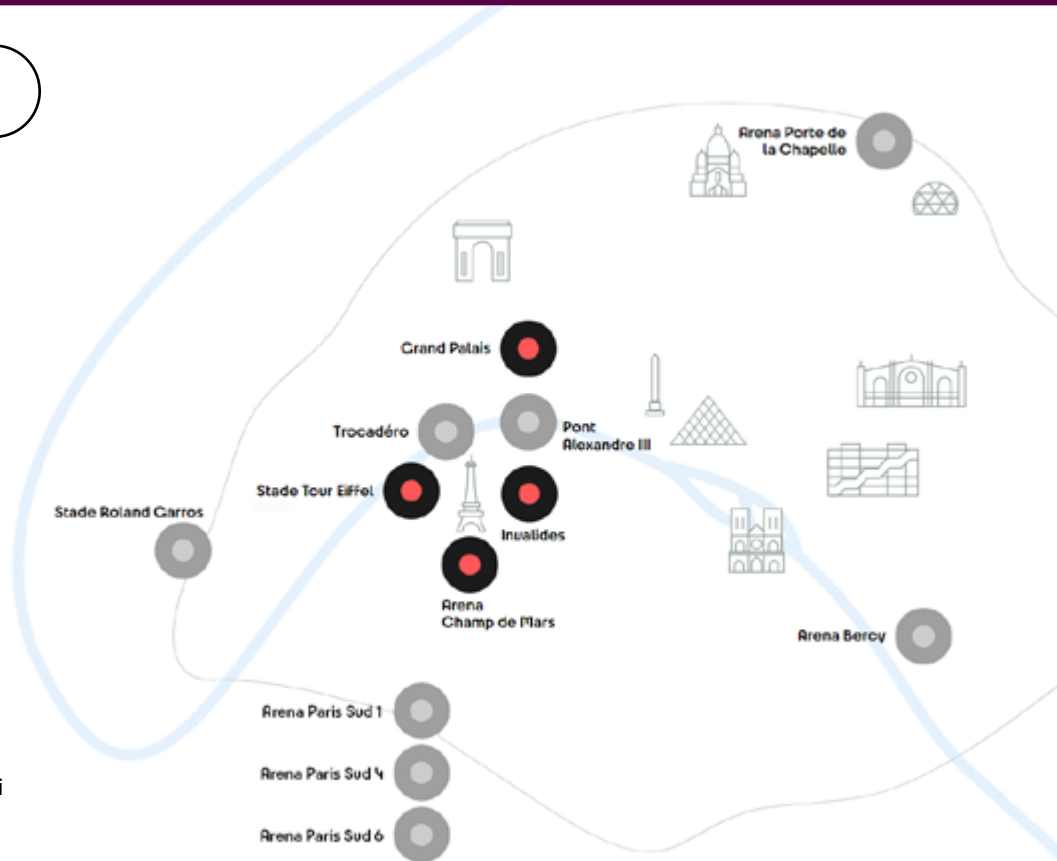 Arena Porte de
la Chapelle
Grand Palais
Trocadéro
Pont
Alexandre III
Stade Tour Eiffel
Stade Roland Garros
Invalides
Arena
Champ de Mars
Arena Bercy
Arena Paris Sud 1
Arena Paris Sud 4
i
Arena Paris Sud 6